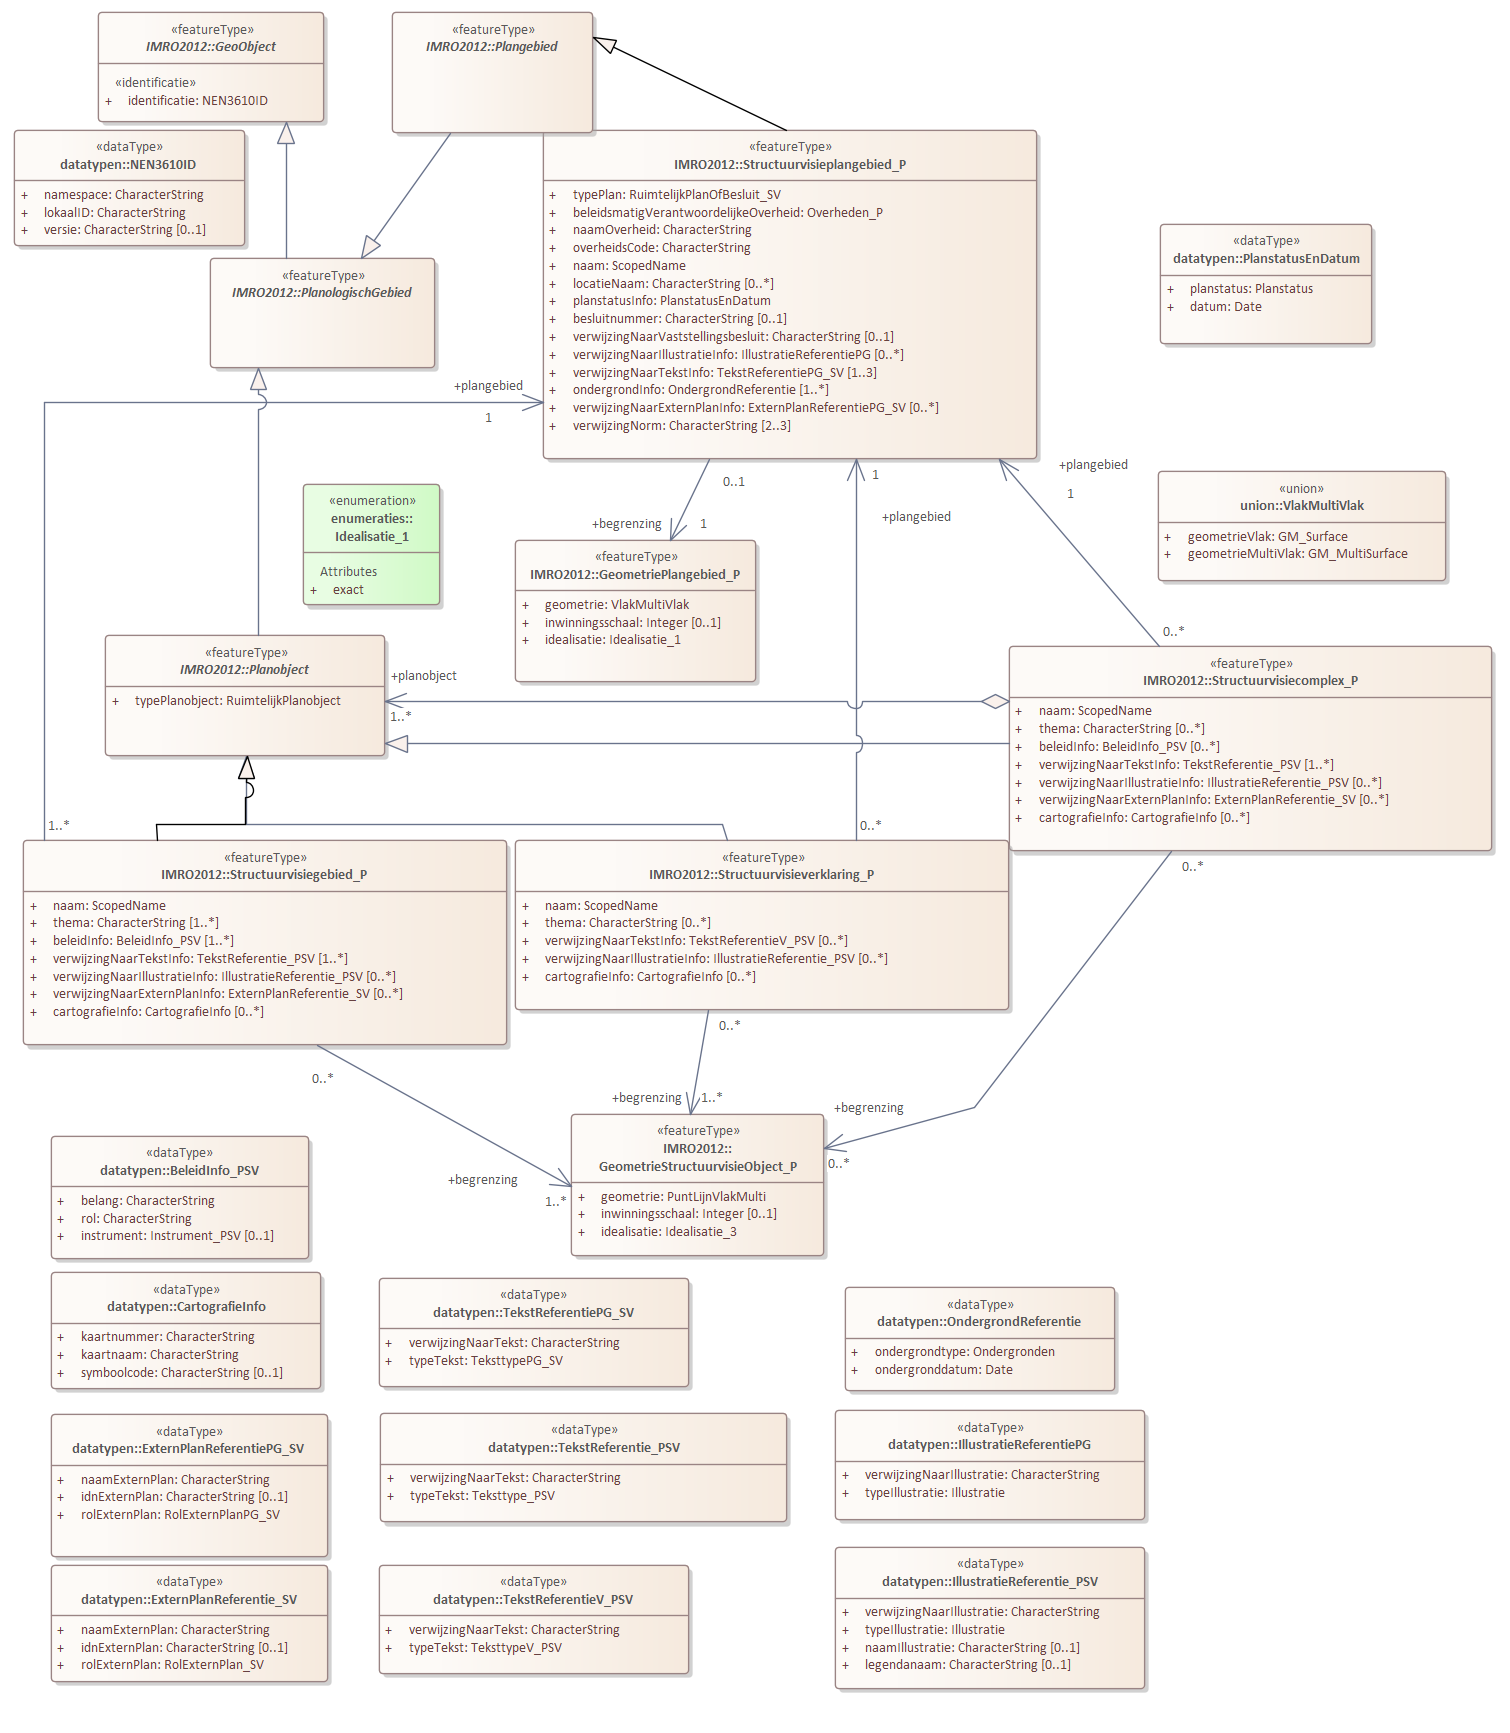 «featureType»
IMRO2012::GeoObject
«identificatie»
+ identificatie: NEN3610ID
«featureType»
IMRO2012::Plangebied
«dataType»
datatypen::NEN3610ID
+ namespace: CharacterString
+ lokaalID: CharacterString
+ versie: CharacterString [0..1]
«featureType»
IMRO2012::Structuurvisieplangebied_P
+ typePlan: RuimtelijkPlanOfBesluit_SV
+ beleidsmatigVerantwoordelijkeOverheid: Overheden_P
+ naamOverheid: CharacterString
+ overheidsCode: CharacterString
+ naam: ScopedName
+ locatieNaam: CharacterString [0..*]
+ planstatusInfo: PlanstatusEnDatum
+ besluitnummer: CharacterString [0..1]
+ verwijzingNaarVaststellingsbesluit: CharacterString [0..1]
+ verwijzingNaarIllustratieInfo: IllustratieReferentiePG [0..*]
+ verwijzingNaarTekstInfo: TekstReferentiePG_SV [1..3]
+ ondergrondInfo: OndergrondReferentie [1..*]
+ verwijzingNaarExternPlanInfo: ExternPlanReferentiePG_SV [0..*]
+ verwijzingNorm: CharacterString [2..3]
«dataType»
datatypen::PlanstatusEnDatum
+ planstatus: Planstatus
+ datum: Date
«featureType»
IMRO2012::PlanologischGebied
+plangebied
1
0..1
+begrenzing
1
1
+plangebied
+plangebied
1
0..*
«union»
union::VlakMultiVlak
+ geometrieVlak: GM_Surface
+ geometrieMultiVlak: GM_MultiSurface
«enumeration»
enumeraties::
Idealisatie_1
Attributes
+ exact
«featureType»
IMRO2012::GeometriePlangebied_P
+ geometrie: VlakMultiVlak
+ inwinningsschaal: Integer [0..1]
+ idealisatie: Idealisatie_1
«featureType»
IMRO2012::Planobject
+ typePlanobject: RuimtelijkPlanobject
+planobject
1..*
«featureType»
IMRO2012::Structuurvisiecomplex_P
+ naam: ScopedName
+ thema: CharacterString [0..*]
+ beleidInfo: BeleidInfo_PSV [0..*]
+ verwijzingNaarTekstInfo: TekstReferentie_PSV [1..*]
+ verwijzingNaarIllustratieInfo: IllustratieReferentie_PSV [0..*]
+ verwijzingNaarExternPlanInfo: ExternPlanReferentie_SV [0..*]
+ cartografieInfo: CartografieInfo [0..*]
1..*
0..*
0..*
«featureType»
IMRO2012::Structuurvisiegebied_P
+ naam: ScopedName
+ thema: CharacterString [1..*]
+ beleidInfo: BeleidInfo_PSV [1..*]
+ verwijzingNaarTekstInfo: TekstReferentie_PSV [1..*]
+ verwijzingNaarIllustratieInfo: IllustratieReferentie_PSV [0..*]
+ verwijzingNaarExternPlanInfo: ExternPlanReferentie_SV [0..*]
+ cartografieInfo: CartografieInfo [0..*]
«featureType»
IMRO2012::Structuurvisieverklaring_P
+ naam: ScopedName
+ thema: CharacterString [0..*]
+ verwijzingNaarTekstInfo: TekstReferentieV_PSV [0..*]
+ verwijzingNaarIllustratieInfo: IllustratieReferentie_PSV [0..*]
+ cartografieInfo: CartografieInfo [0..*]
0..*
0..*
+begrenzing
1..*
+begrenzing
0..*
+begrenzing
1..*
«featureType»
IMRO2012::
GeometrieStructuurvisieObject_P
+ geometrie: PuntLijnVlakMulti
+ inwinningsschaal: Integer [0..1]
+ idealisatie: Idealisatie_3
«dataType»
datatypen::BeleidInfo_PSV
+ belang: CharacterString
+ rol: CharacterString
+ instrument: Instrument_PSV [0..1]
«dataType»
datatypen::CartografieInfo
+ kaartnummer: CharacterString
+ kaartnaam: CharacterString
+ symboolcode: CharacterString [0..1]
«dataType»
datatypen::TekstReferentiePG_SV
+ verwijzingNaarTekst: CharacterString
+ typeTekst: TeksttypePG_SV
«dataType»
datatypen::OndergrondReferentie
+ ondergrondtype: Ondergronden
+ ondergronddatum: Date
«dataType»
datatypen::ExternPlanReferentiePG_SV
+ naamExternPlan: CharacterString
+ idnExternPlan: CharacterString [0..1]
+ rolExternPlan: RolExternPlanPG_SV
«dataType»
datatypen::TekstReferentie_PSV
+ verwijzingNaarTekst: CharacterString
+ typeTekst: Teksttype_PSV
«dataType»
datatypen::IllustratieReferentiePG
+ verwijzingNaarIllustratie: CharacterString
+ typeIllustratie: Illustratie
«dataType»
datatypen::ExternPlanReferentie_SV
+ naamExternPlan: CharacterString
+ idnExternPlan: CharacterString [0..1]
+ rolExternPlan: RolExternPlan_SV
«dataType»
datatypen::TekstReferentieV_PSV
+ verwijzingNaarTekst: CharacterString
+ typeTekst: TeksttypeV_PSV
«dataType»
datatypen::IllustratieReferentie_PSV
+ verwijzingNaarIllustratie: CharacterString
+ typeIllustratie: Illustratie
+ naamIllustratie: CharacterString [0..1]
+ legendanaam: CharacterString [0..1]